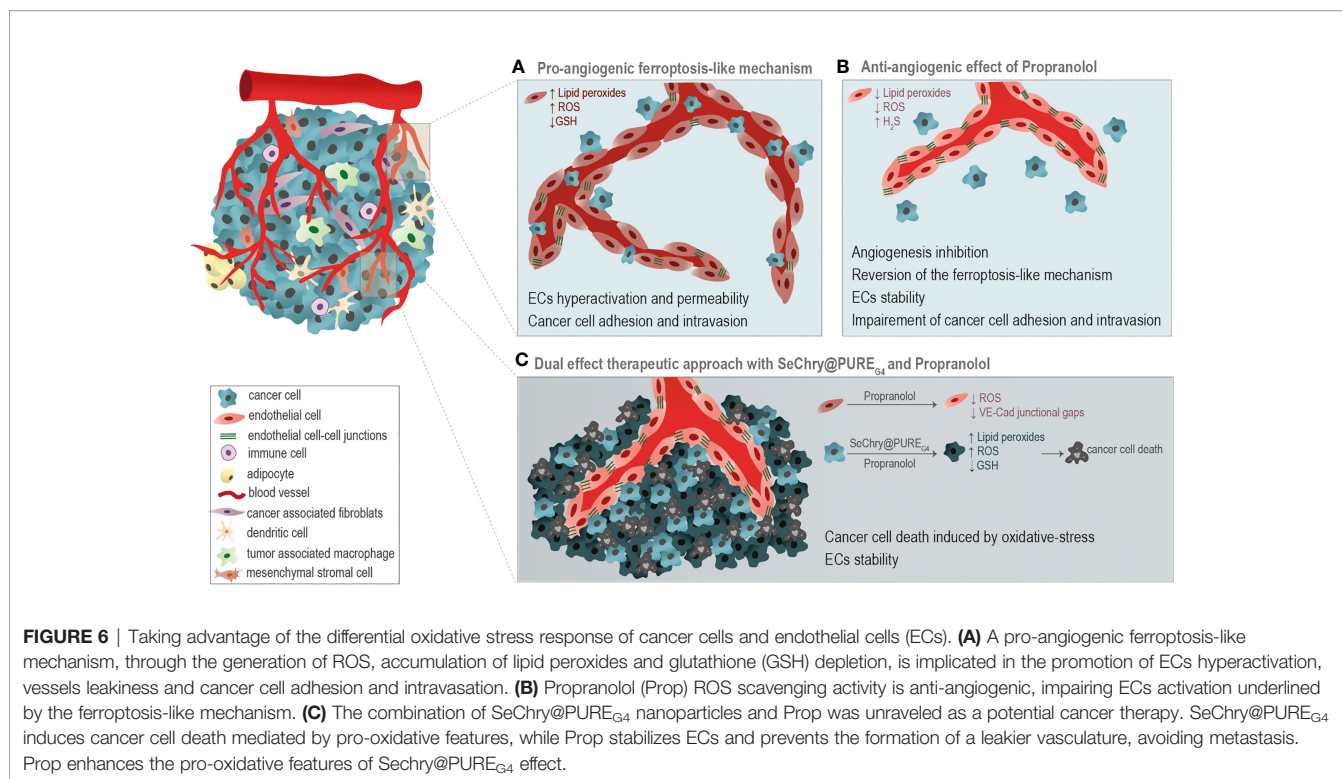 A Pro-angiogenic ferroptosis-like mechanism
↑ Lipid peroxides
↑ ROS
↓GSH
ECs hyperactivation and permeability
Cancer cell adhesion and intravasion
B Anti-angiogenic effect of Propranolol
↓ Lipid peroxides
↓ ROS
↑ H₂S
Angiogenesis inhibition
Reversion of the ferroptosis-like mechanism
ECs stability
Impairement of cancer cell adhesion and intravasion
C Dual effect therapeutic approach with SeChry@PURE_G4 and Propranolol
Propranolol
↓ ROS
↓ VE-Cad junctional gaps
SeChry@PURE_G4
Propranolol
↑ Lipid peroxides
↑ ROS
↓ GSH
cancer cell death
Cancer cell death induced by oxidative-stress
ECs stability
cancer cell
endothelial cell
endothelial cell-cell junctions
immune cell
adipocyte
blood vessel
cancer associated fibroblats
dendritic cell
tumor associated macrophage
mesenchymal stromal cell
FIGURE 6 | Taking advantage of the differential oxidative stress response of cancer cells and endothelial cells (ECs). (A) A pro-angiogenic ferroptosis-like
mechanism, through the generation of ROS, accumulation of lipid peroxides and glutathione (GSH) depletion, is implicated in the promotion of ECs hyperactivation,
vessels leakiness and cancer cell adhesion and intravasation. (B) Propranolol (Prop) ROS scavenging activity is anti-angiogenic, impairing ECs activation underlined
by the ferroptosis-like mechanism. (C) The combination of SeChry@PURE_G4 nanoparticles and Prop was unraveled as a potential cancer therapy. SeChry@PURE_G4
induces cancer cell death mediated by pro-oxidative features, while Prop stabilizes ECs and prevents the formation of a leakier vasculature, avoiding metastasis.
Prop enhances the pro-oxidative features of Sechry@PURE_G4 effect.